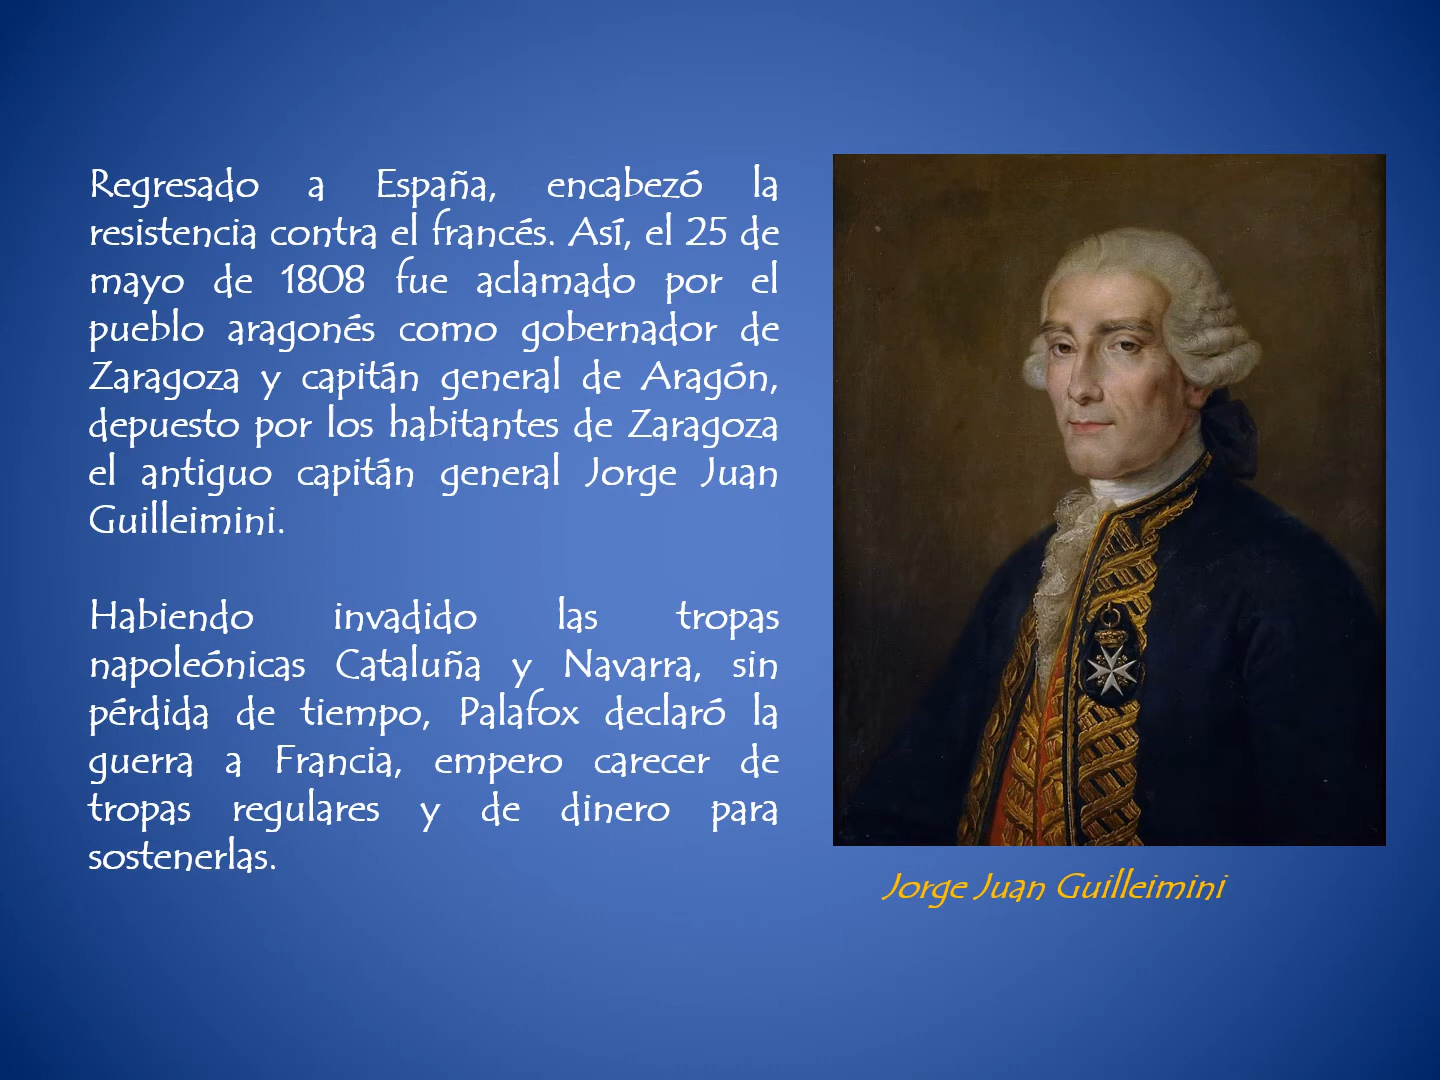 Regresado a España, encabezó la
resistencia contra el francés. Así, el 25 de
mayo de 1808 fue aclamado por el
pueblo aragonés como gobernador de
Zaragoza y capitán general de Aragón,
depuesto por los habitantes de Zaragoza
el antiguo capitán general Jorge Juan
Guilleimini.
Habiendo invadido las tropas
napoleónicas Cataluña y Navarra, sin
pérdida de tiempo, Palafox declaró la
guerra a Francia, empero carecer de
tropas regulares y de dinero para
sostenerlas.
Jorge Juan Guilleimini